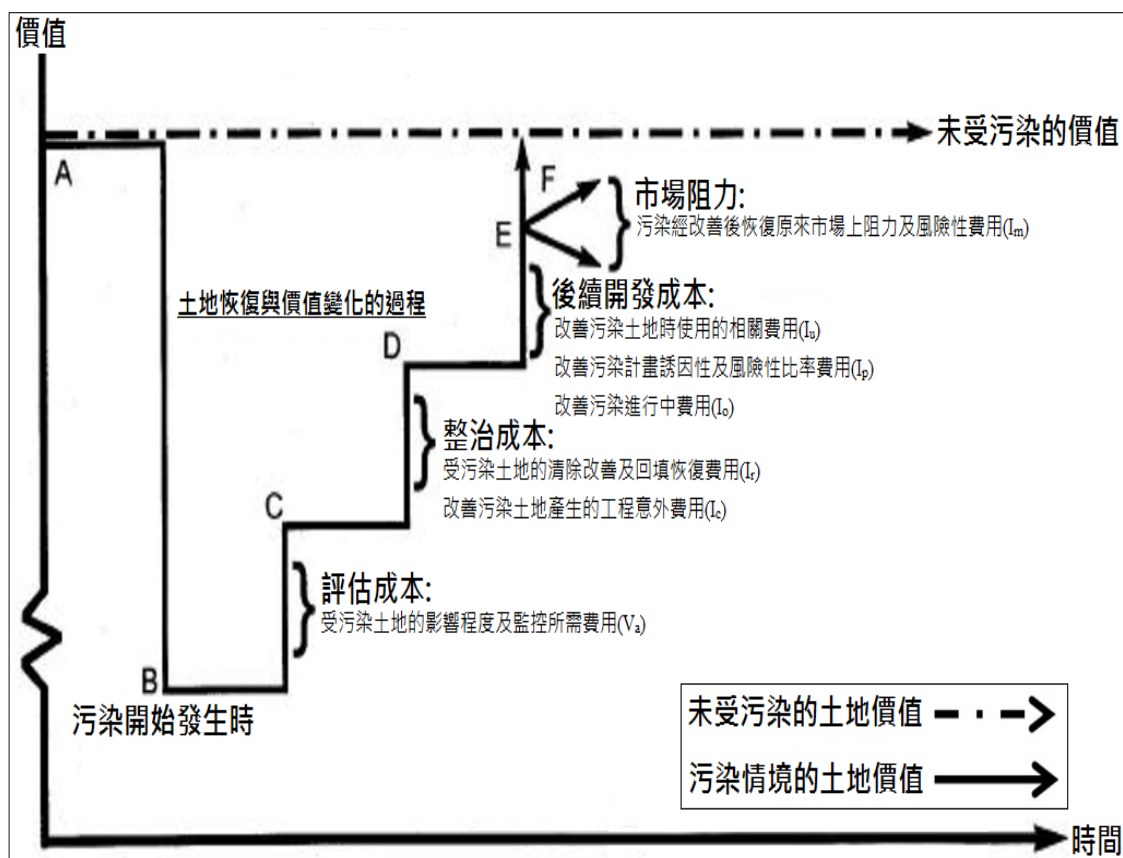 價值
未受污染的價值
A
F
市場阻力:
污染經改善後恢復原來市場上阻力及風險性費用(Iₘ)
E
土地恢復與價值變化的過程
後續開發成本:
改善污染土地時使用的相關費用(Iᵤ)
D
改善污染計畫誘因性及風險性比率費用(Iₚ)
改善污染進行中費用(Iₒ)
整治成本:
受污染土地的清除改善及回填恢復費用(Iᵣ)
C
改善污染土地產生的工程意外費用(I꜀)
評估成本:
受污染土地的影響程度及監控所需費用(Vₐ)
B
污染開始發生時
未受污染的土地價值
污染情境的土地價值
時間